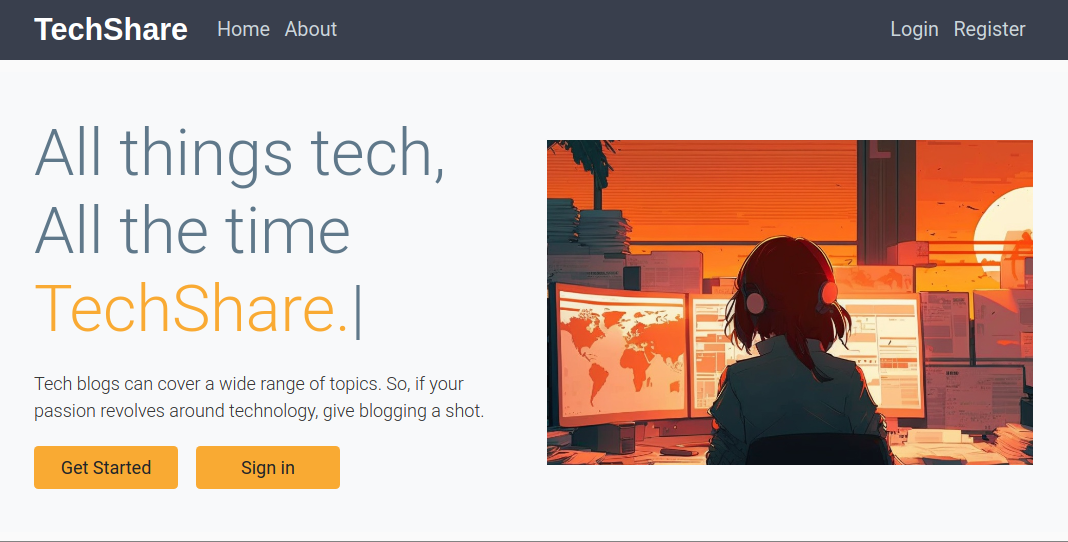 TechShare Home About Login Register
All things tech,
All the time
TechShare.|
Tech blogs can cover a wide range of topics. So, if your
passion revolves around technology, give blogging a shot.
Get Started Sign in